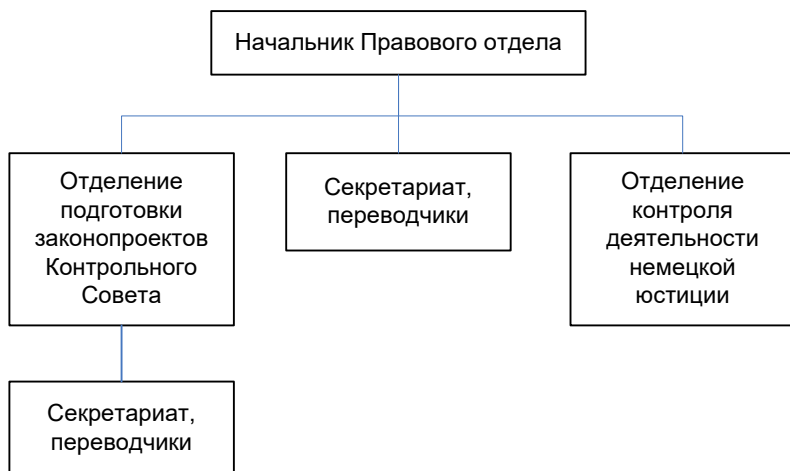 Начальник Правового отдела
Отделение
подготовки
законопроектов
Контрольного
Совета
Секретариат,
переводчики
Отделение
контроля
деятельности
немецкой
юстиции
Секретариат,
переводчики